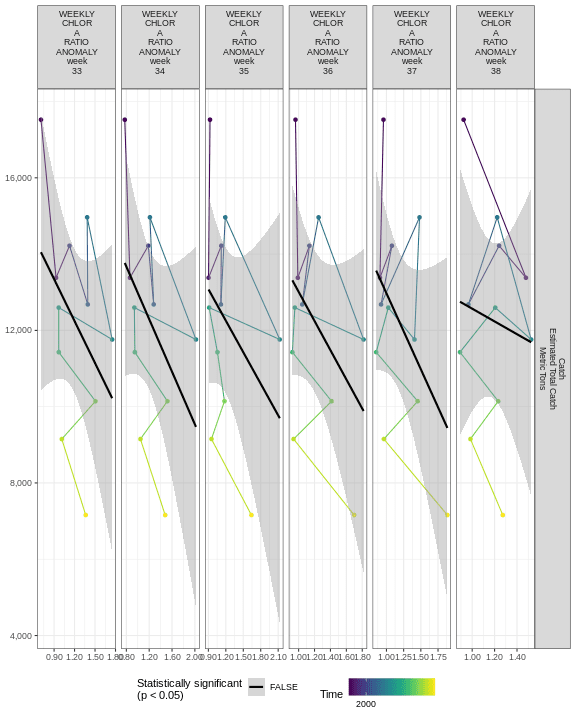 WEEKLY
CHLOR
A
RATIO
ANOMALY
week
33
WEEKLY
CHLOR
A
RATIO
ANOMALY
week
34
WEEKLY
CHLOR
A
RATIO
ANOMALY
week
35
WEEKLY
CHLOR
A
RATIO
ANOMALY
week
36
WEEKLY
CHLOR
A
RATIO
ANOMALY
week
37
WEEKLY
CHLOR
A
RATIO
ANOMALY
week
38
16,000
12,000
8,000
4,000
Catch
Estimated Total Catch
Metric Tons
0.90 1.20 1.50 1.80
0.80 1.20 1.60 2.00
0.90 1.20 1.50 1.80 2.10
1.00 1.20 1.40 1.60 1.80
1.00 1.25 1.50 1.75
1.00 1.20 1.40
Statistically significant
(p < 0.05)
FALSE
Time
2000